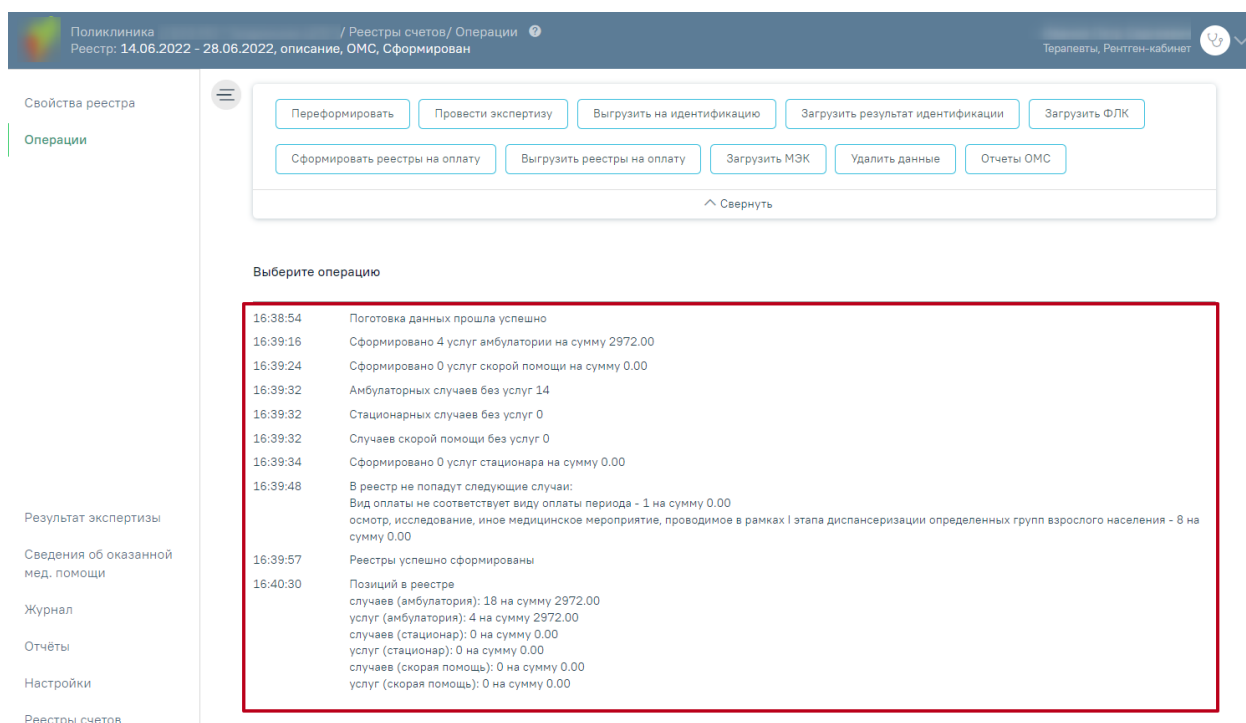 Поликлиника / Реестры счетов/ Операции
Реестр: 14.06.2022 - 28.06.2022, описание, ОМС, Сформирован
Терапевты, Рентген-кабинет
Свойства реестра
Операции
Переформировать Провести экспертизу Выгрузить на идентификацию Загрузить результат идентификации Загрузить ФЛК
Сформировать реестры на оплату Выгрузить реестры на оплату Загрузить МЭК Удалить данные Отчеты ОМС
Свернуть
Выберите операцию
16:38:54 Поготовка данных прошла успешно
16:39:16 Сформировано 4 услуг амбулатории на сумму 2972.00
16:39:24 Сформировано 0 услуг скорой помощи на сумму 0.00
16:39:32 Амбулаторных случаев без услуг 14
16:39:32 Стационарных случаев без услуг 0
16:39:32 Случаев скорой помощи без услуг 0
16:39:34 Сформировано 0 услуг стационара на сумму 0.00
16:39:48 В реестр не попадут следующие случаи:
Вид оплаты не соответствует виду оплаты периода - 1 на сумму 0.00
осмотр, исследование, иное медицинское мероприятие, проводимое в рамках I этапа диспансеризации определенных групп взрослого населения - 8 на
сумму 0.00
16:39:57 Реестры успешно сформированы
16:40:30 Позиций в реестре
случаев (амбулатория): 18 на сумму 2972.00
услуг (амбулатория): 4 на сумму 2972.00
случаев (стационар): 0 на сумму 0.00
услуг (стационар): 0 на сумму 0.00
случаев (скорая помощь): 0 на сумму 0.00
услуг (скорая помощь): 0 на сумму 0.00
Результат экспертизы
Сведения об оказанной
мед. помощи
Журнал
Отчёты
Настройки
Реестры счетов